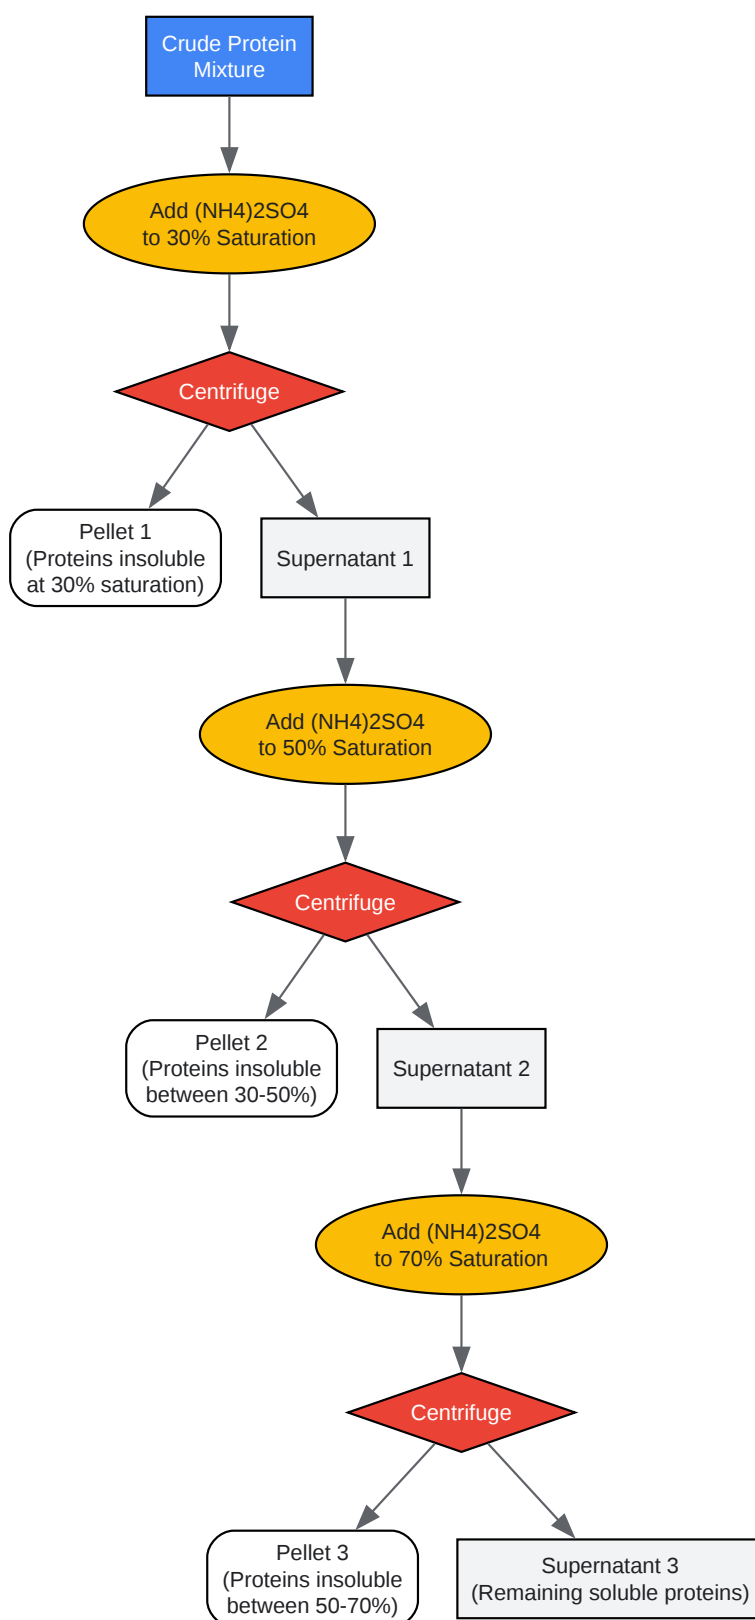 Crude Protein
Mixture
Add (NH4)2SO4
to 30% Saturation
Centrifuge
Pellet 1
(Proteins insoluble
at 30% saturation)
Supernatant 1
Add (NH4)2SO4
to 50% Saturation
Centrifuge
Pellet 2
(Proteins insoluble
between 30-50%)
Supernatant 2
Add (NH4)2SO4
to 70% Saturation
Centrifuge
Pellet 3
(Proteins insoluble
between 50-70%)
Supernatant 3
(Remaining soluble proteins)